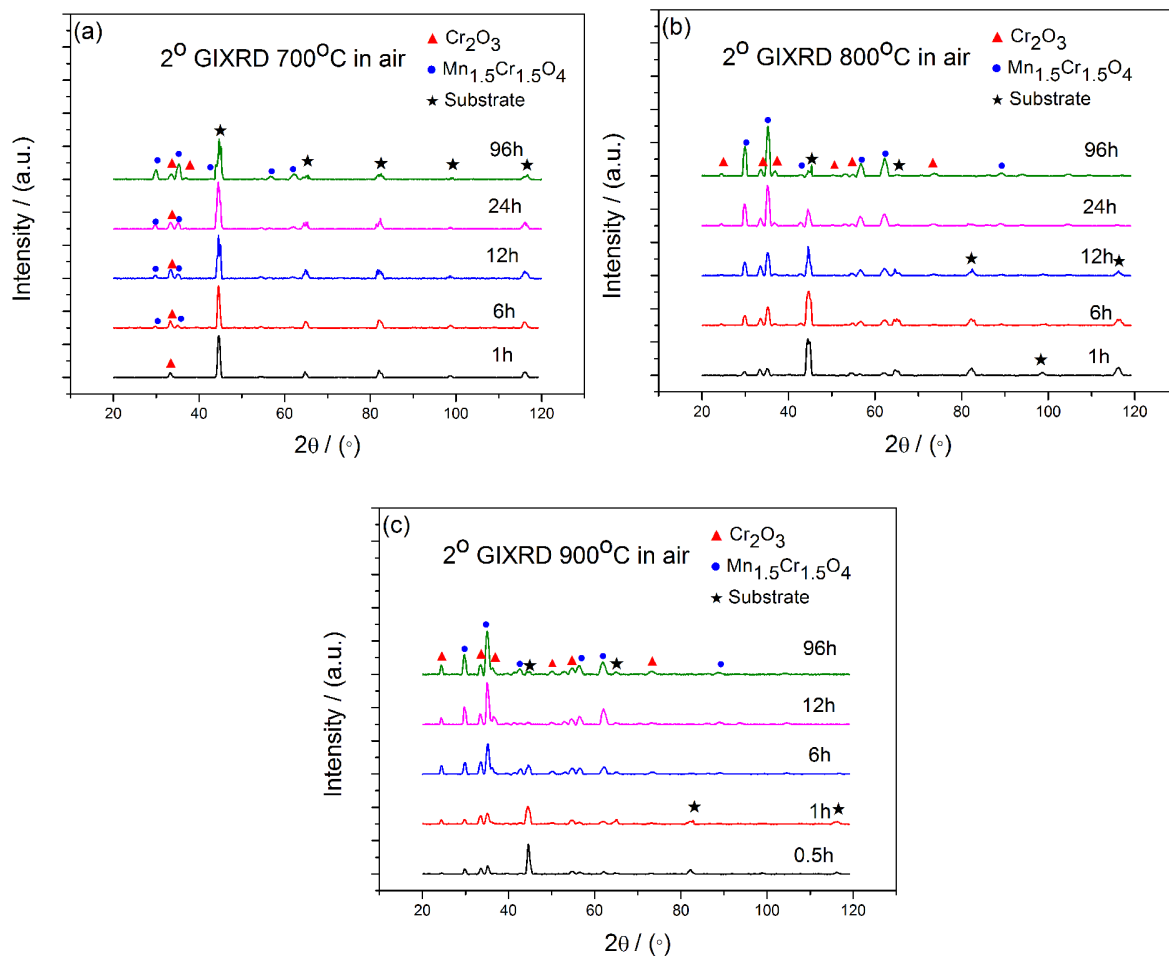 (a)
2° GIXRD 700°C in air
▲ Cr₂O₃
● Mn₁.₅Cr₁.₅O₄
★ Substrate
96h
24h
12h
6h
1h
20 40 60 80 100 120
2θ / (°)
Intensity / (a.u.)
(b)
2° GIXRD 800°C in air
▲ Cr₂O₃
● Mn₁.₅Cr₁.₅O₄
★ Substrate
96h
24h
12h
6h
1h
20 40 60 80 100 120
2θ / (°)
Intensity / (a.u.)
(c)
2° GIXRD 900°C in air
▲ Cr₂O₃
● Mn₁.₅Cr₁.₅O₄
★ Substrate
96h
12h
6h
1h
0.5h
20 40 60 80 100 120
2θ / (°)
Intensity / (a.u.)